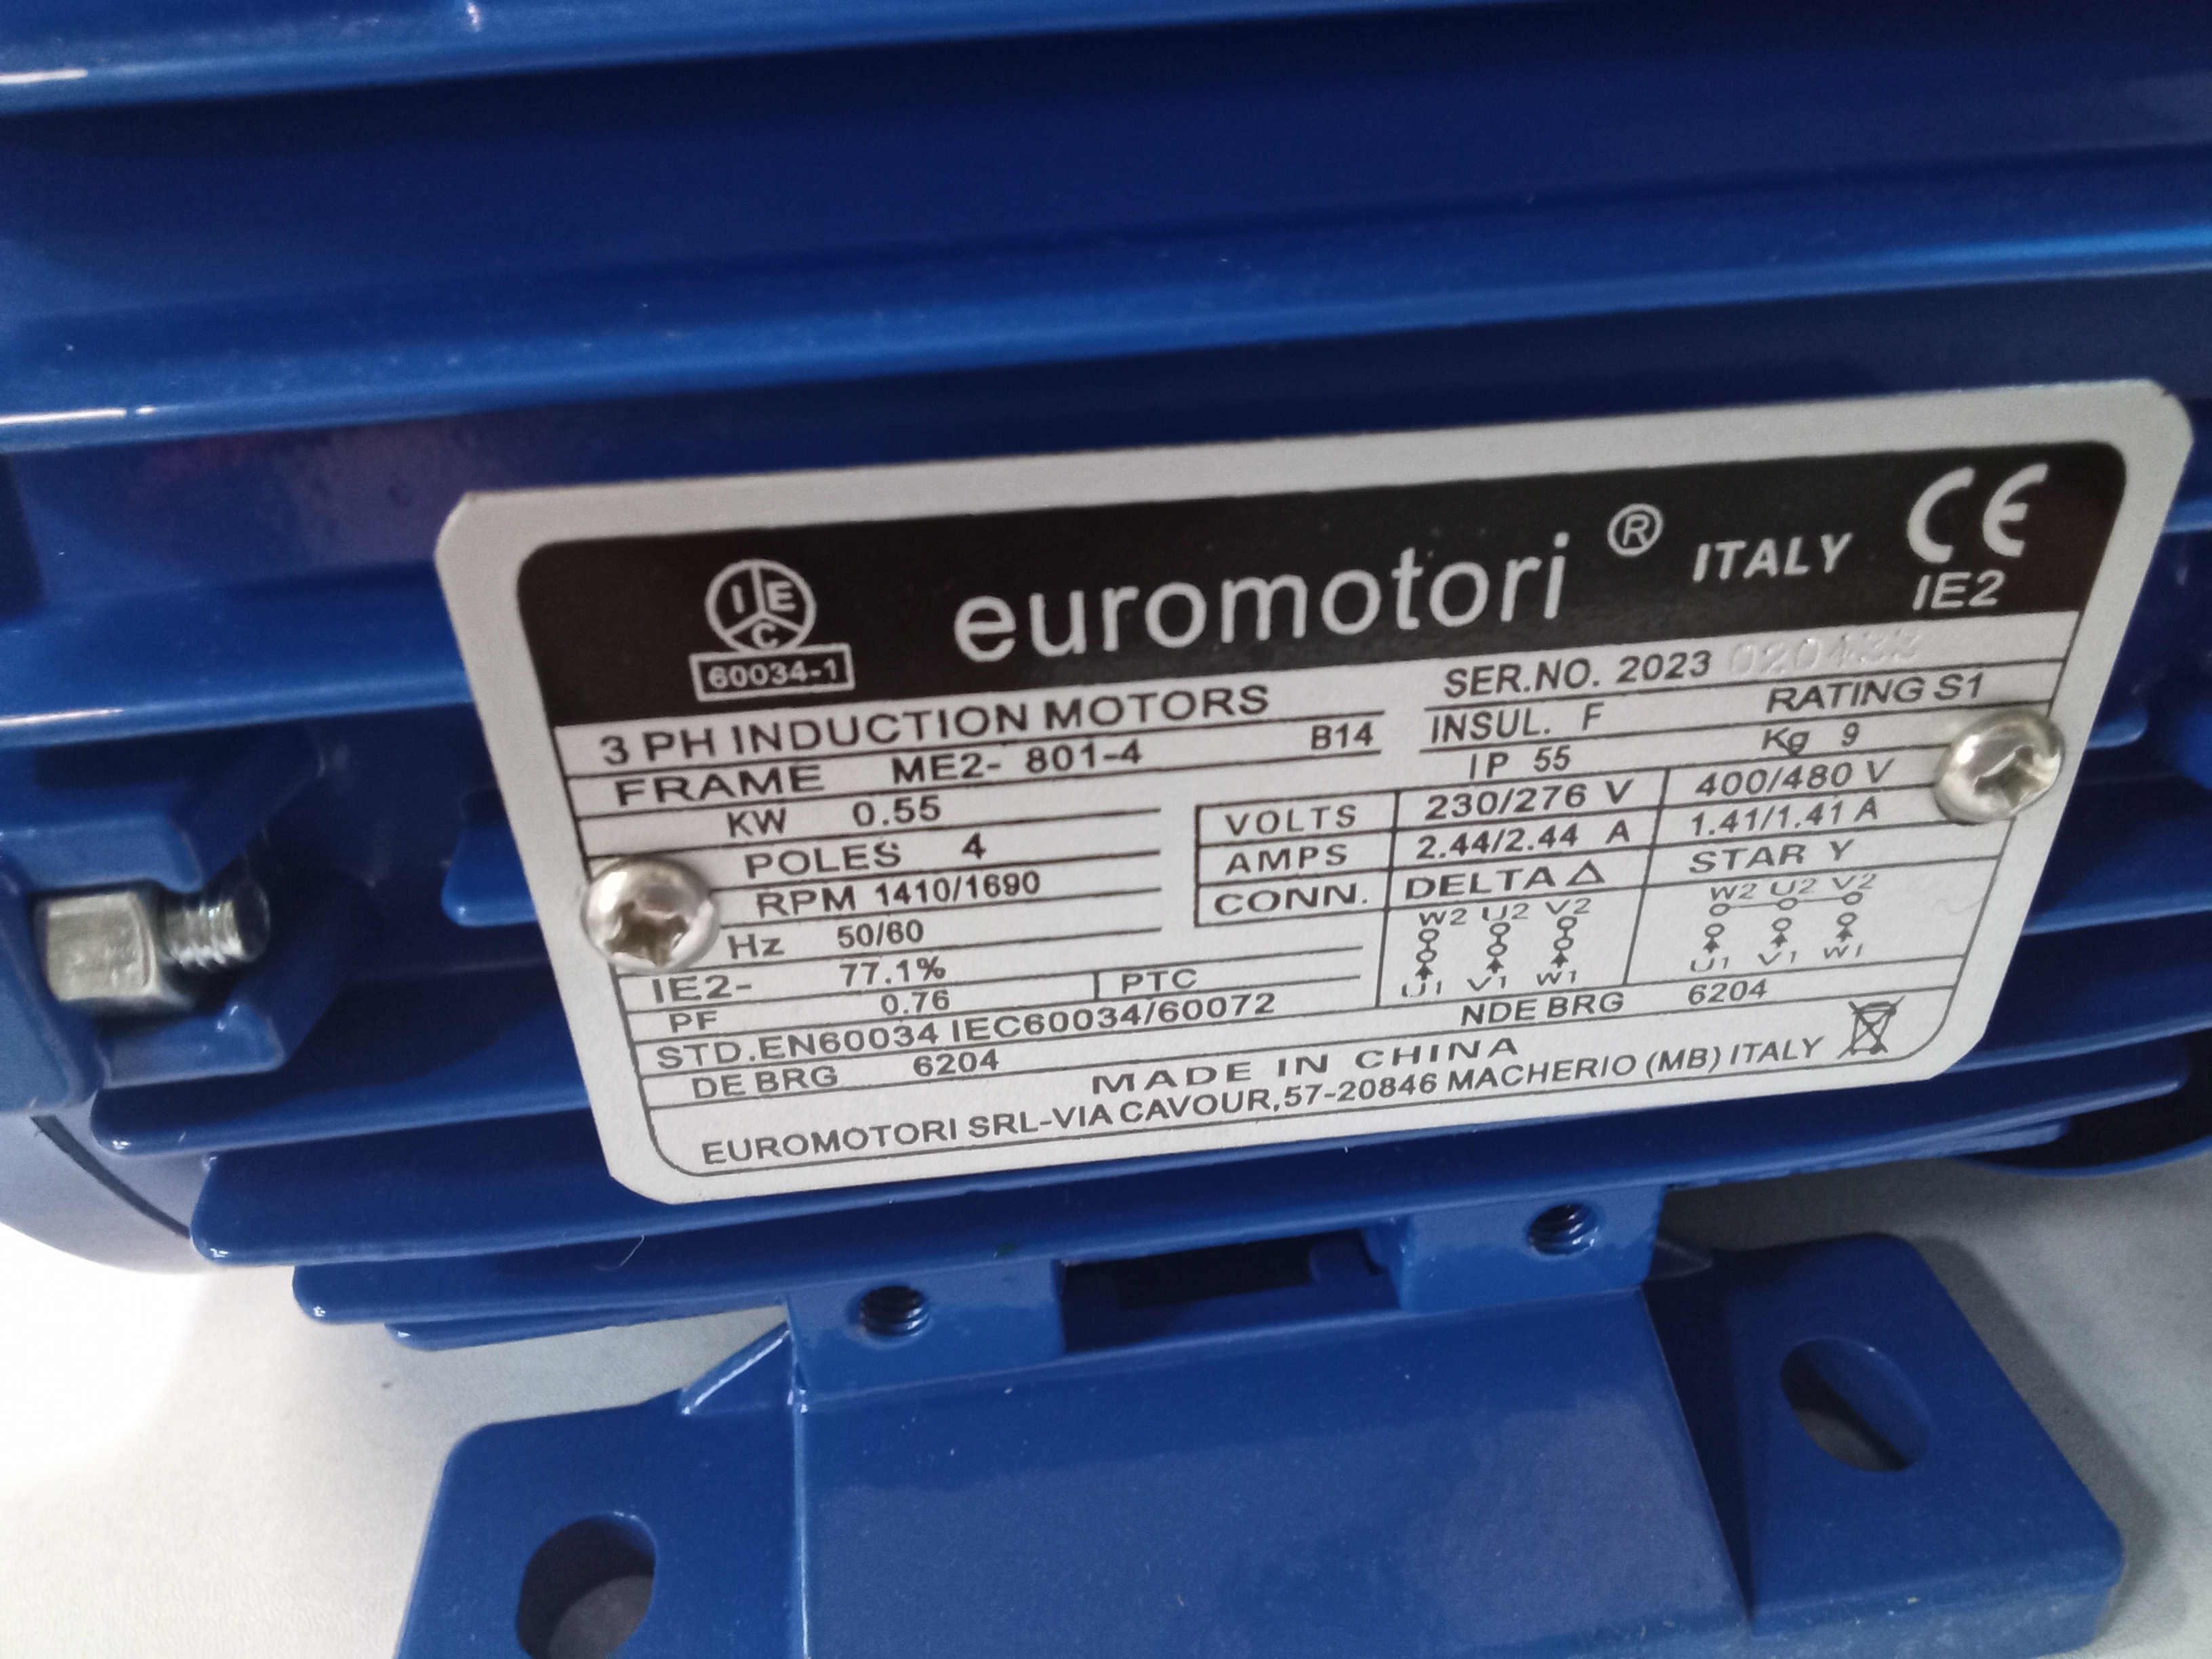 IEC
60034-1
euromotori ® ITALY CE
IE2
3 PH INDUCTION MOTORS
SER.NO. 2023
FRAME ME2- 801-4 B14
INSUL. F RATING S1
KW 0.55
IP 55 Kg 9
POLES 4
VOLTS 230/276 V 400/480 V
RPM 1410/1690
AMPS 2.44/2.44 A 1.41/1.41 A
Hz 50/60
CONN. DELTA △ STAR Y
IE2- 77.1%
W2 U2 V2 W2 U2 V2
PF 0.76 PTC
U1 V1 W1 U1 V1 W1
STD.EN60034 IEC60034/60072
DE BRG 6204 NDE BRG 6204
MADE IN CHINA
EUROMOTORI SRL-VIA CAVOUR,57-20846 MACHERIO (MB) ITALY